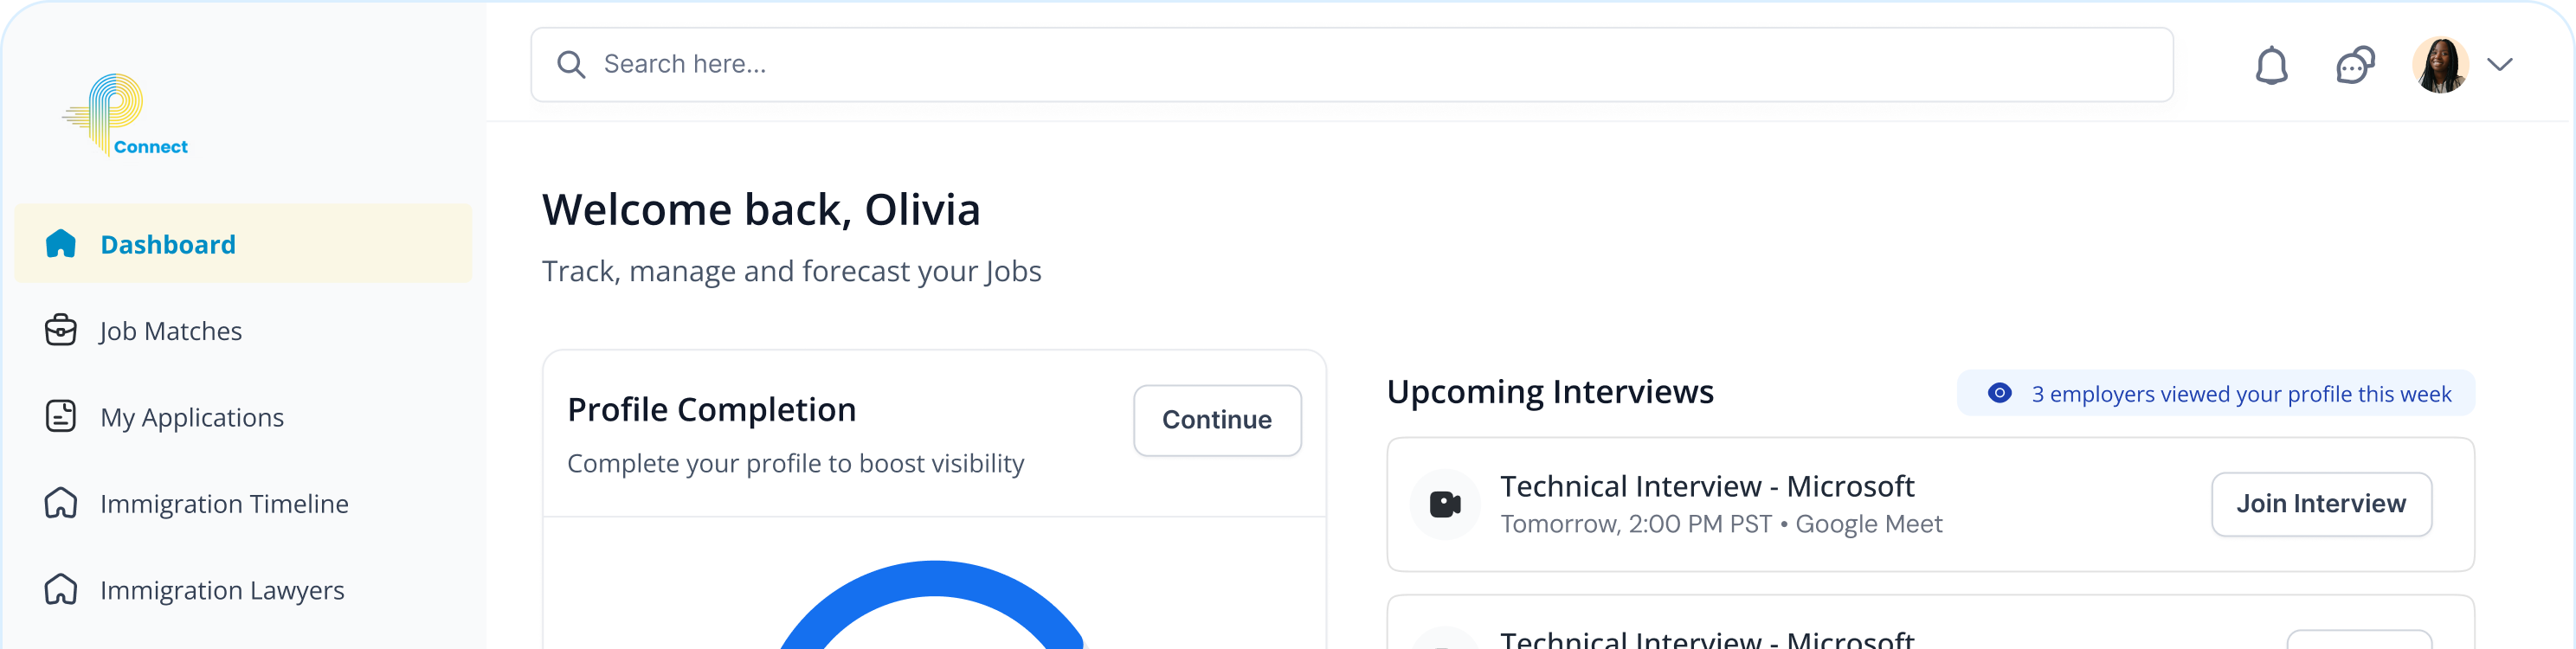 Connect
Dashboard
Job Matches
My Applications
Immigration Timeline
Immigration Lawyers
Search here...
Welcome back, Olivia
Track, manage and forecast your Jobs
Profile Completion
Complete your profile to boost visibility
Continue
Upcoming Interviews
3 employers viewed your profile this week
Technical Interview - Microsoft
Tomorrow, 2:00 PM PST • Google Meet
Join Interview
Technical Interview - Microsoft